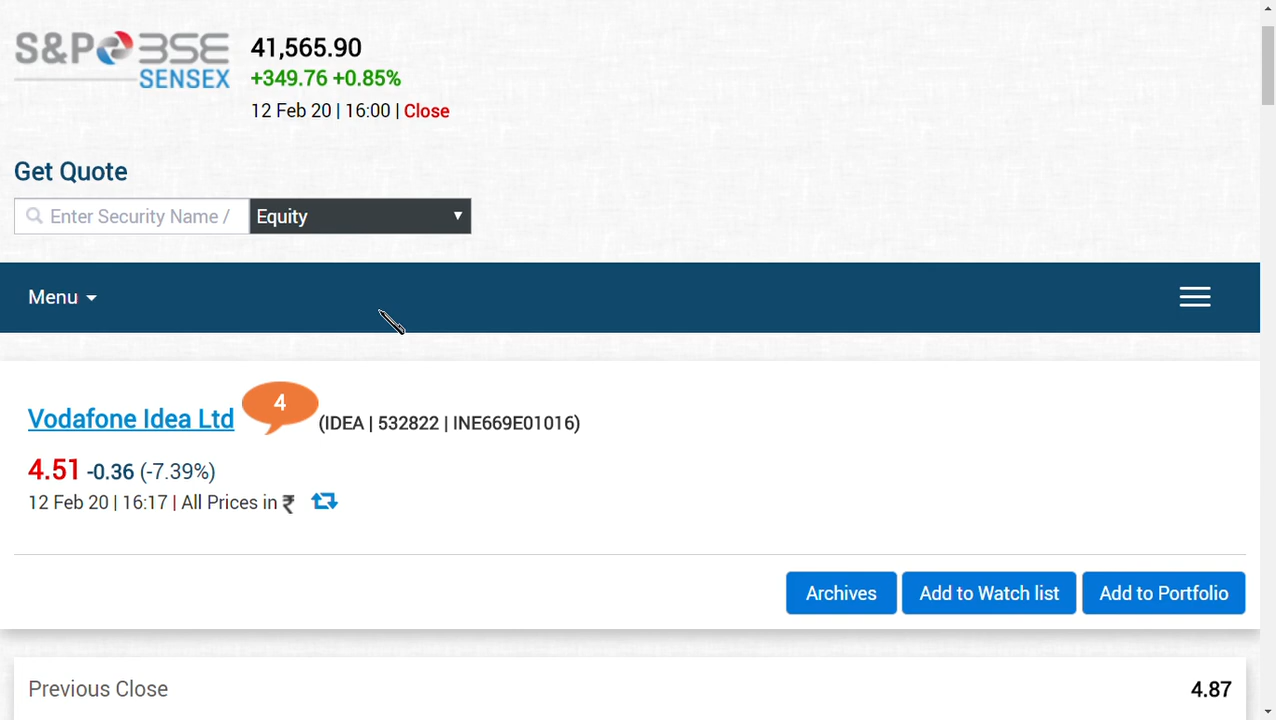 S&P BSE
SENSEX
41,565.90
+349.76 +0.85%
12 Feb 20 | 16:00 | Close
Get Quote
Enter Security Name /
Equity
Menu
Vodafone Idea Ltd
4
(IDEA | 532822 | INE669E01016)
4.51 -0.36 (-7.39%)
12 Feb 20 | 16:17 | All Prices in ₹
Archives
Add to Watch list
Add to Portfolio
Previous Close
4.87